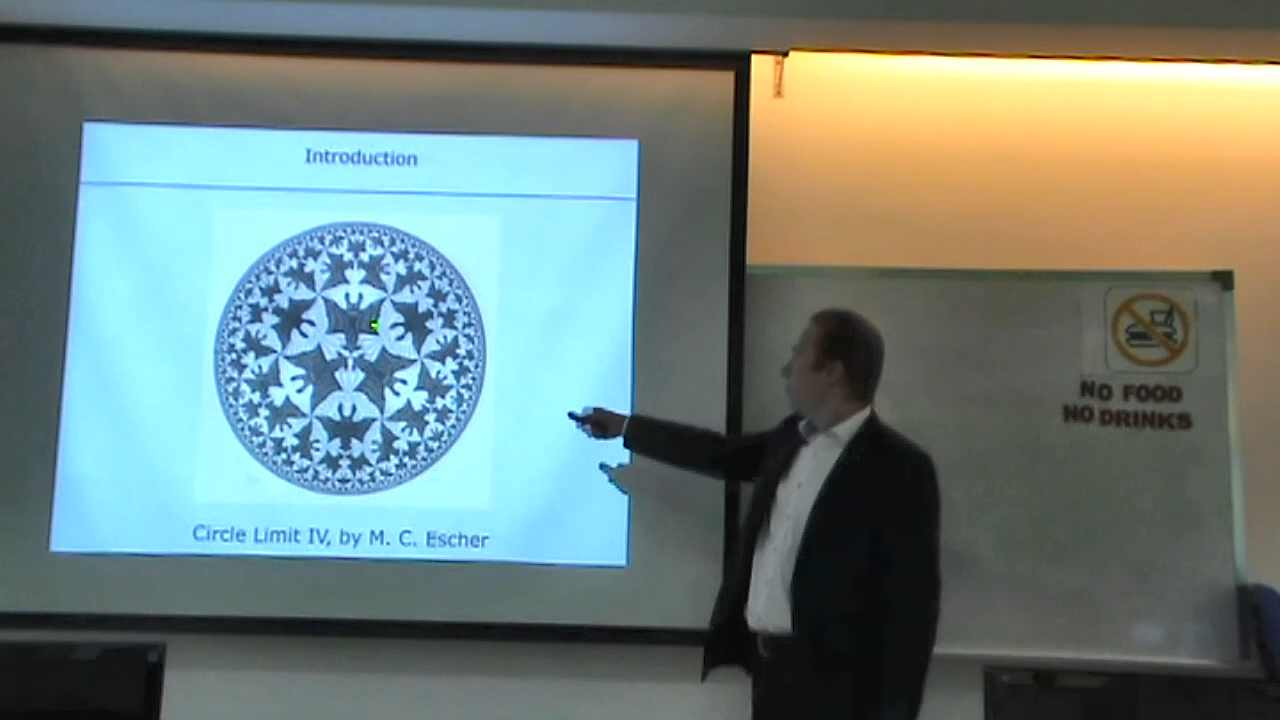 Introduction
Circle Limit IV, by M. C. Escher
NO FOOD
NO DRINKS